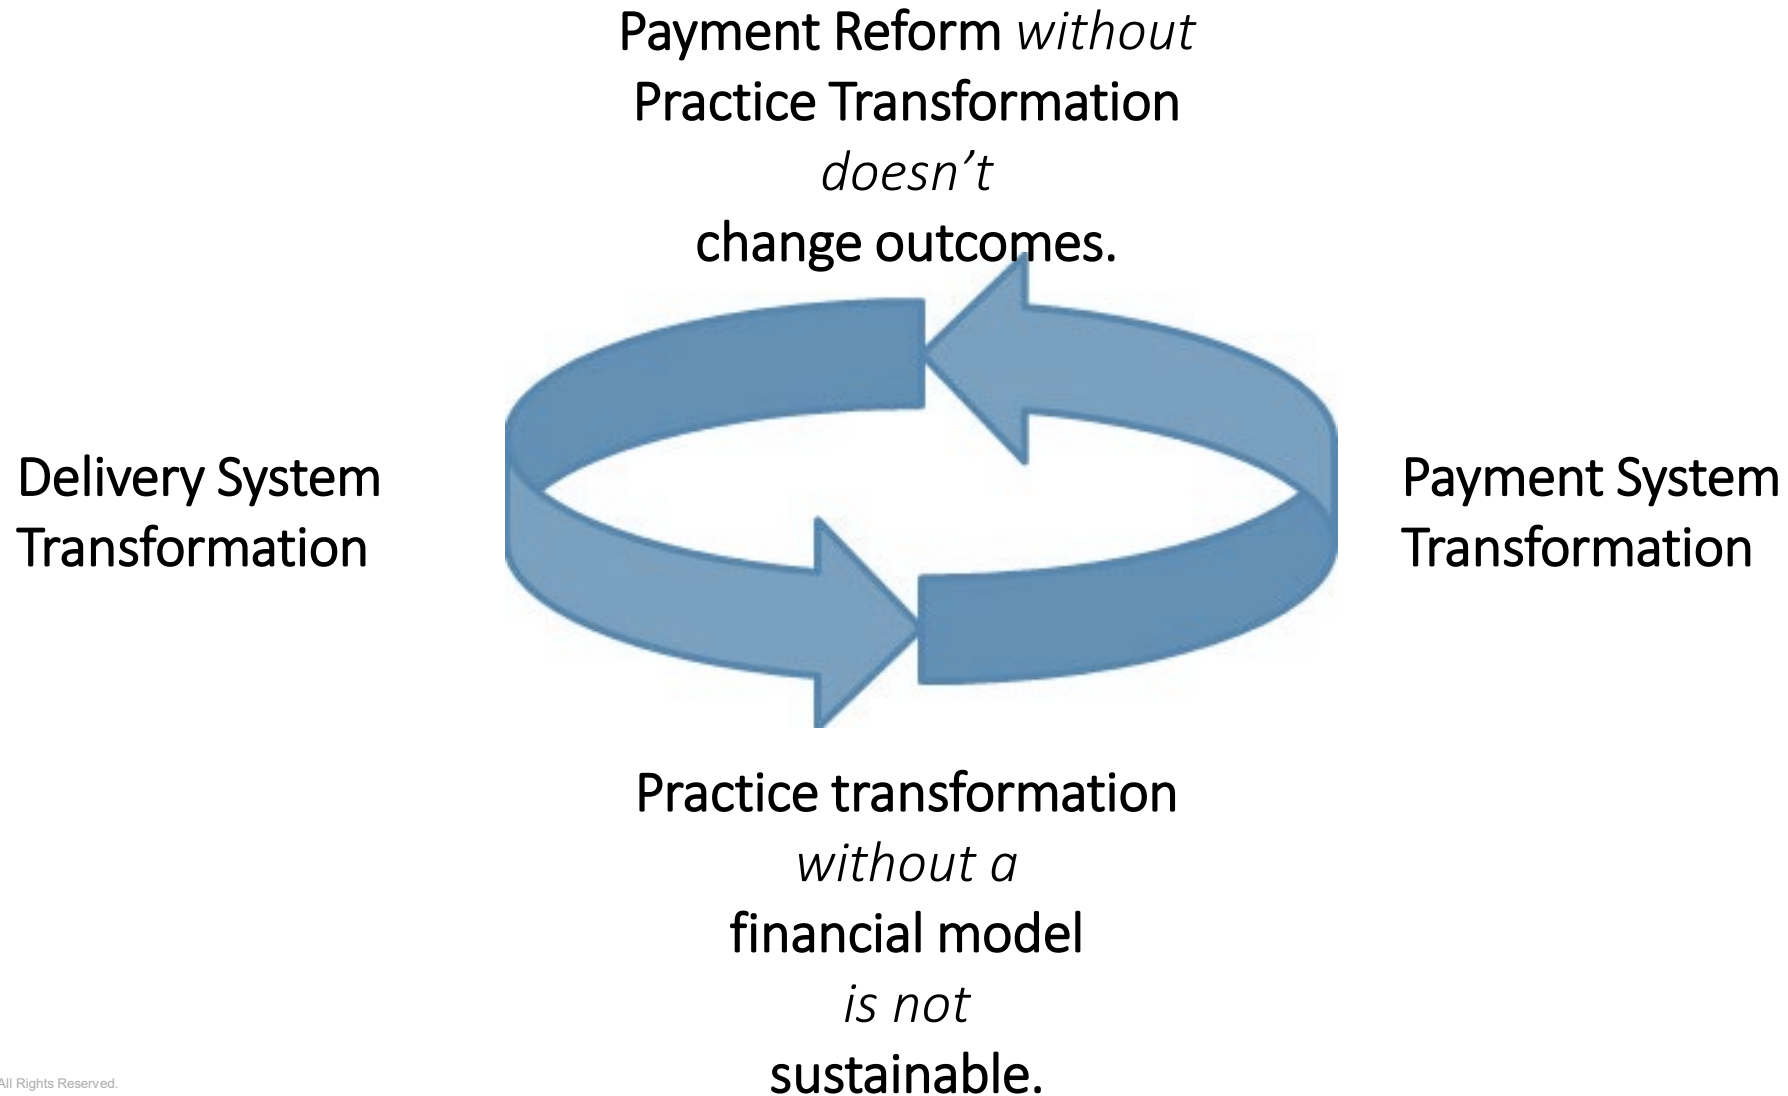 Payment Reform without
Practice Transformation
doesn’t
change outcomes.
Delivery System
Transformation
Payment System
Transformation
Practice transformation
without a
financial model
is not
sustainable.
All Rights Reserved.